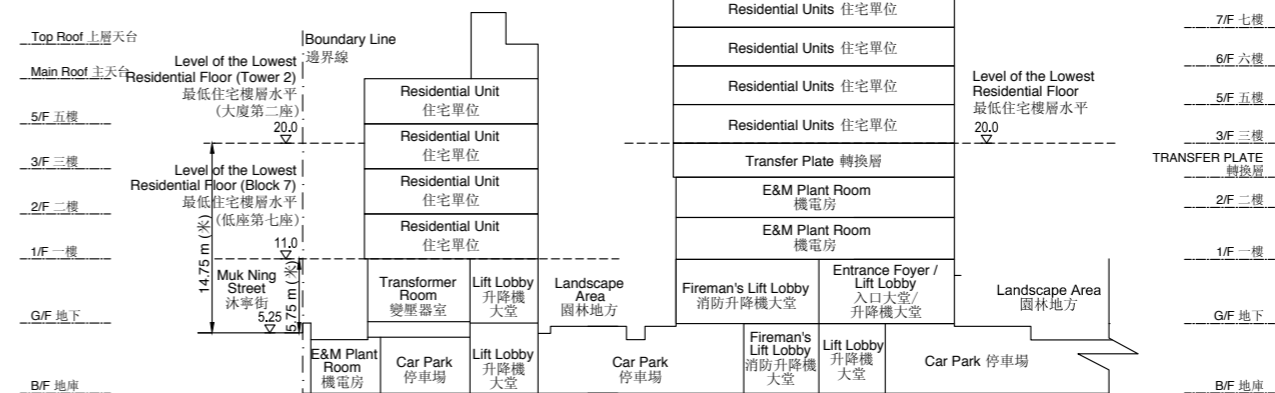 Top Roof 上層天台
Main Roof 主天台
5/F 五樓
3/F 三樓
2/F 二樓
1/F 一樓
G/F 地下
B/F 地庫
Boundary Line
邊界線
Level of the Lowest
Residential Floor (Tower 2)
最低住宅樓層水平
(大廈第二座)
20.0
Level of the Lowest
Residential Floor (Block 7)
最低住宅樓層水平
(低座第七座)
11.0
14.75 m (米)
5.75 m (米)
Muk Ning
Street
沐寧街
5.25
Residential Unit
住宅單位
Residential Unit
住宅單位
Residential Unit
住宅單位
Residential Unit
住宅單位
Transformer
Room
變壓器室
Lift Lobby
升降機
大堂
Landscape
Area
園林地方
E&M Plant
Room
機電房
Car Park
停車場
Lift Lobby
升降機
大堂
Car Park
停車場
Residential Units 住宅單位
Residential Units 住宅單位
Residential Units 住宅單位
Residential Units 住宅單位
Transfer Plate 轉換層
E&M Plant Room
機電房
E&M Plant Room
機電房
Fireman's Lift Lobby
消防升降機大堂
Entrance Foyer /
Lift Lobby
入口大堂/
升降機大堂
Fireman's
Lift Lobby
消防升降機
大堂
Lift Lobby
升降機
大堂
Car Park 停車場
Landscape Area
園林地方
Level of the Lowest
Residential Floor
最低住宅樓層水平
20.0
7/F 七樓
6/F 六樓
5/F 五樓
3/F 三樓
TRANSFER PLATE
轉換層
2/F 二樓
1/F 一樓
G/F 地下
B/F 地庫